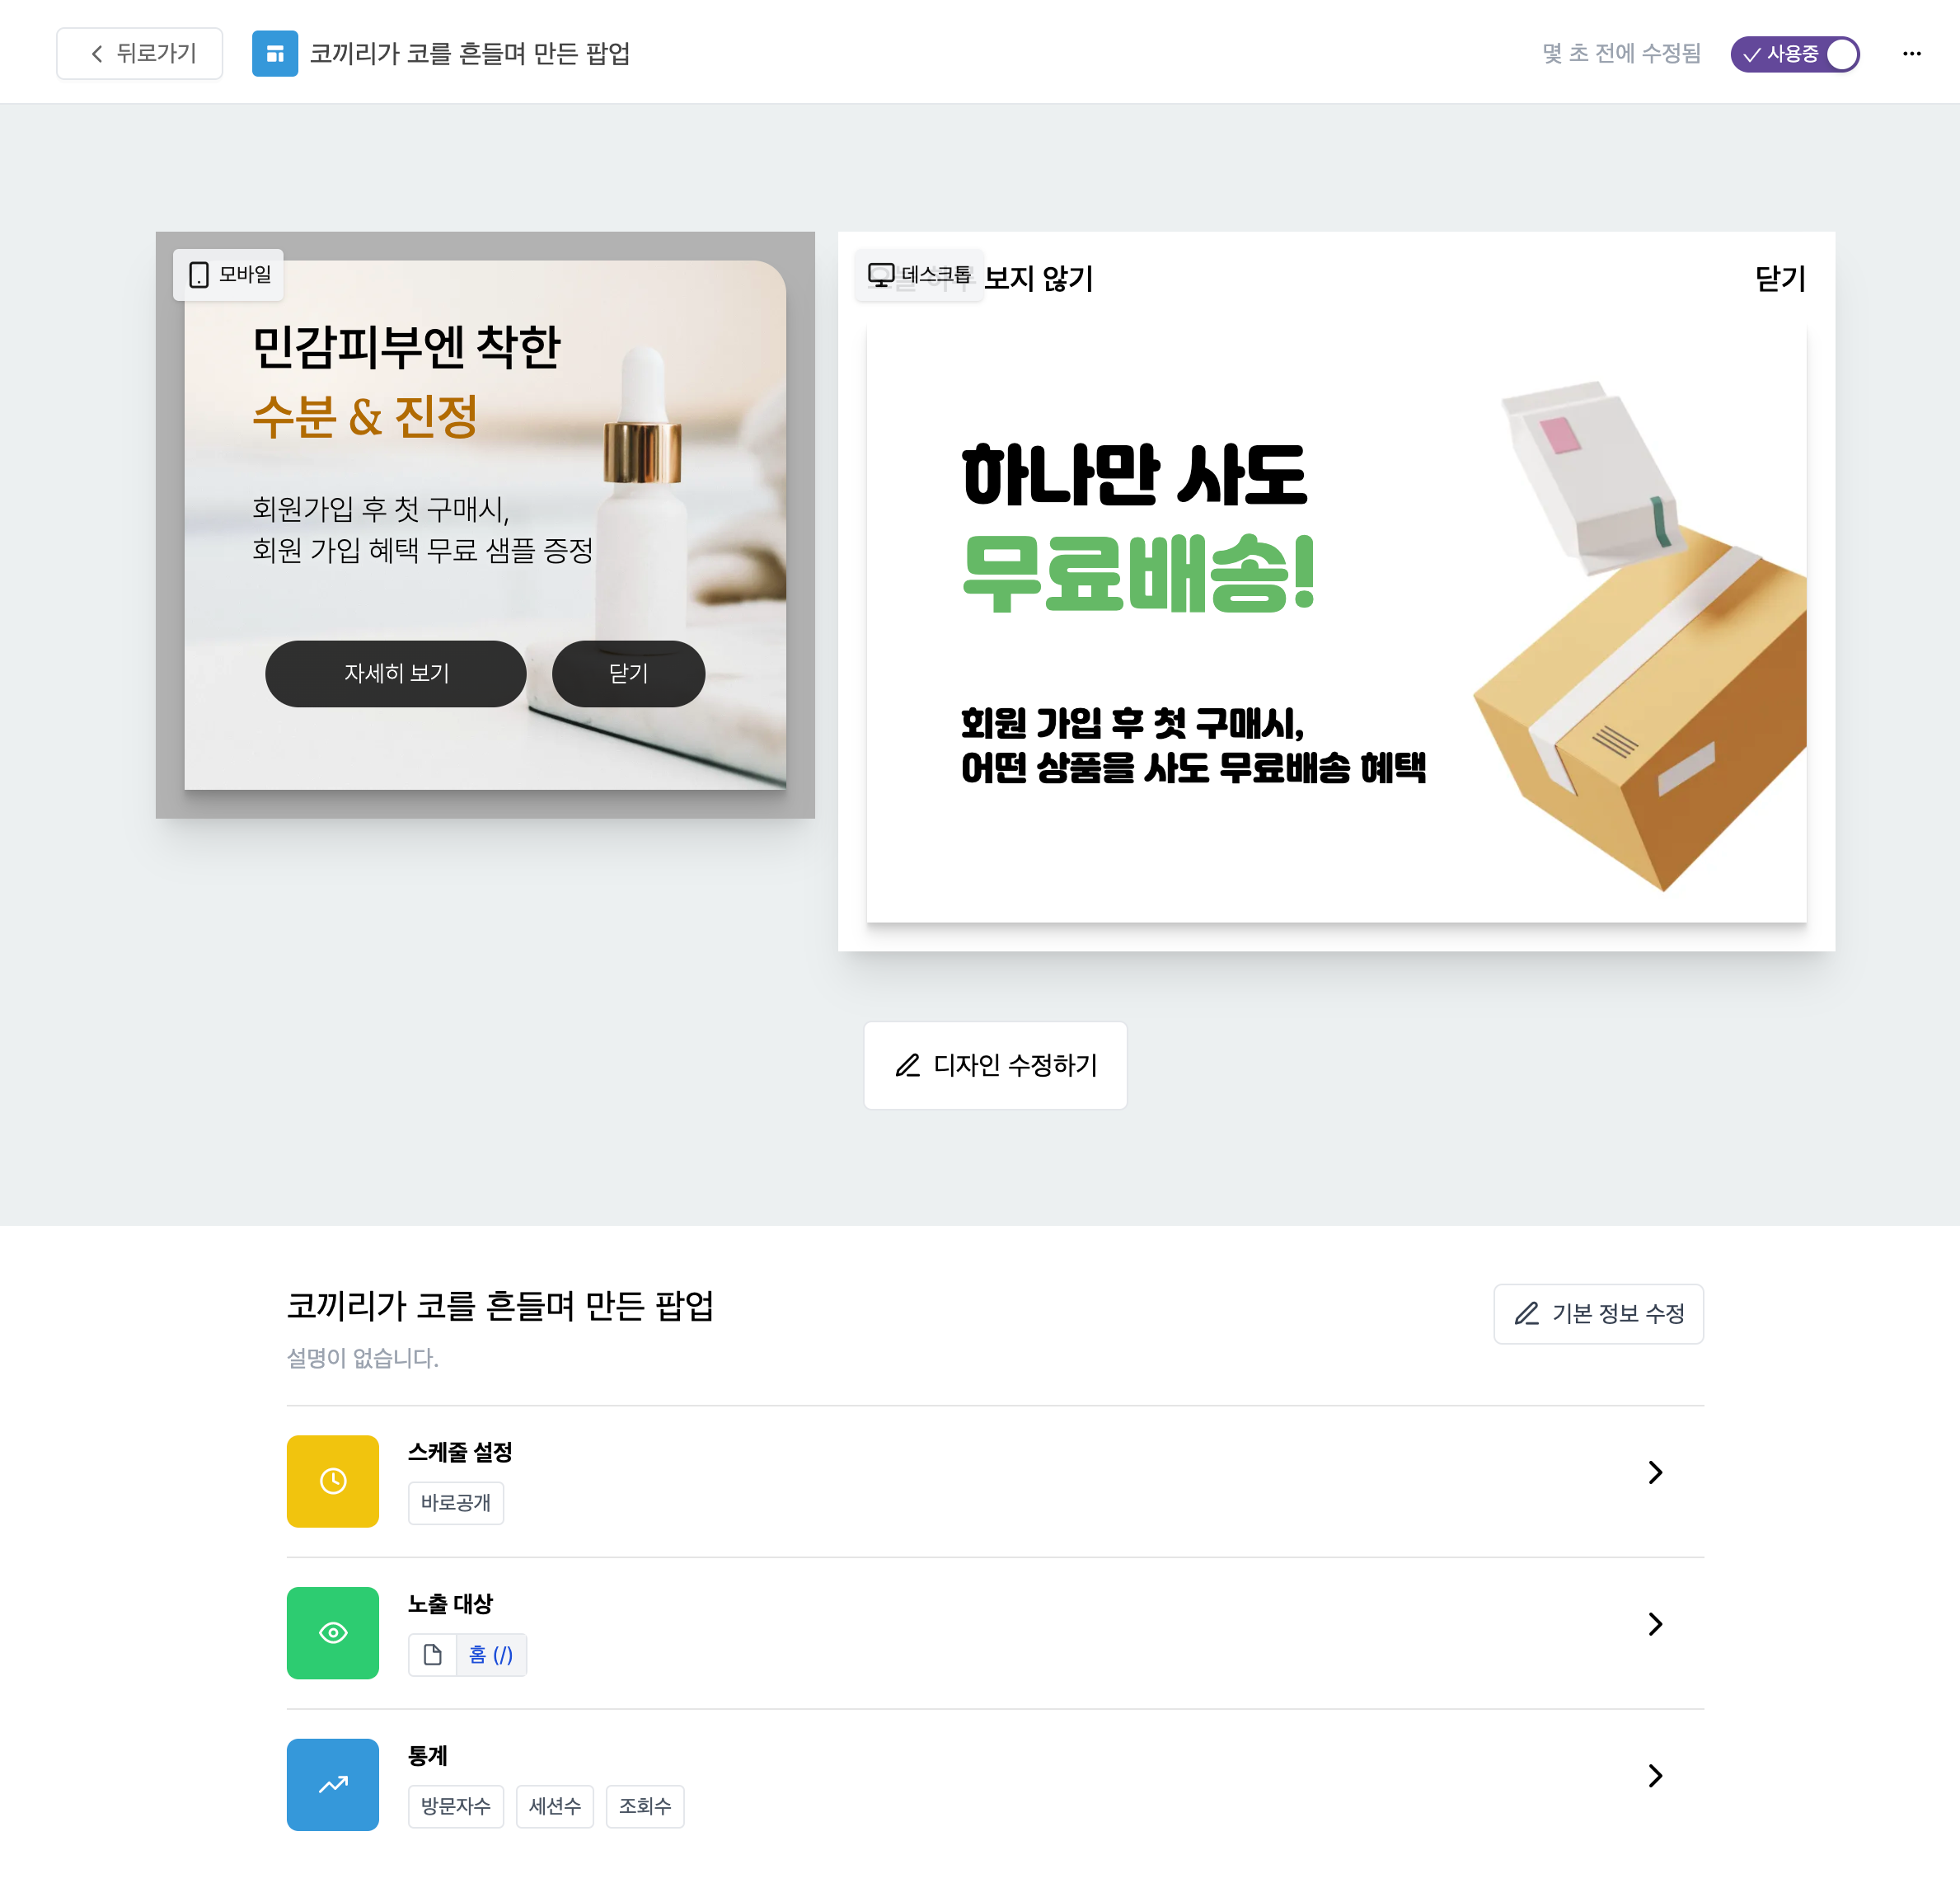 뒤로가기
코끼리가 코를 흔들며 만든 팝업
몇 초 전에 수정됨
사용중
모바일
민감피부엔 착한
수분 & 진정
회원가입 후 첫 구매시,
회원 가입 혜택 무료 샘플 증정
자세히 보기
닫기
데스크톱
보지 않기
닫기
하나만 사도
무료배송!
회원 가입 후 첫 구매시,
어떤 상품을 사도 무료배송 혜택
디자인 수정하기
코끼리가 코를 흔들며 만든 팝업
기본 정보 수정
설명이 없습니다.
스케줄 설정
바로공개
노출 대상
홈 (/)
통계
방문자수
세션수
조회수